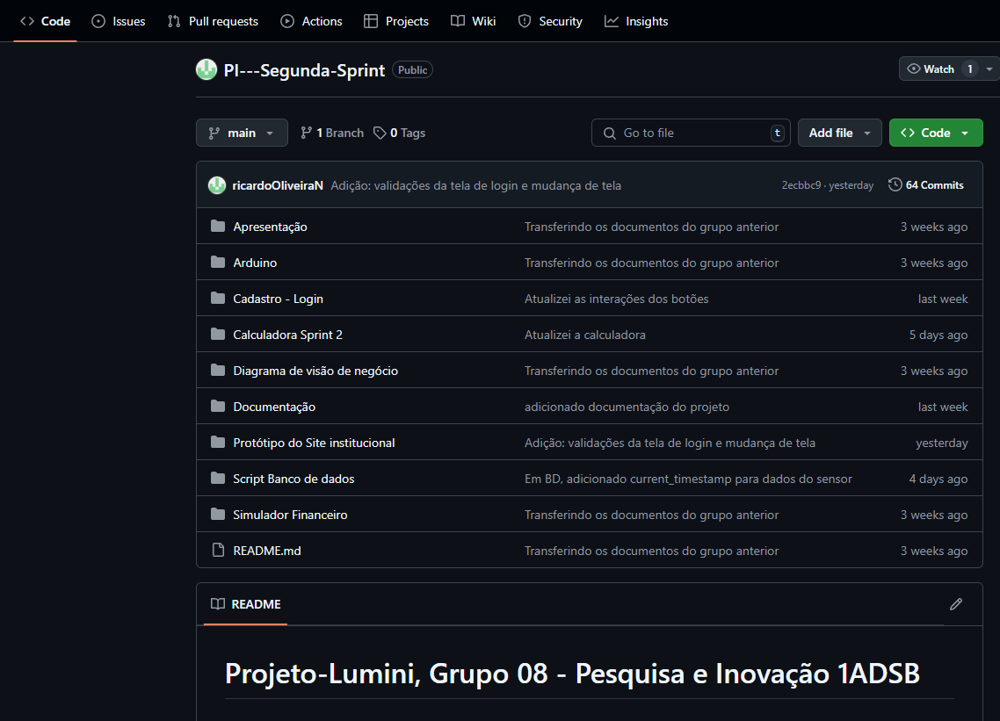 Code Issues Pull requests Actions Projects Wiki Security Insights
PI---Segunda-Sprint Public Watch 1
main 1 Branch 0 Tags Go to file t Add file Code
ricardoOliveiraN Adição: validações da tela de login e mudança de tela 2ecbbc9 · yesterday 64 Commits
Apresentação Transferindo os documentos do grupo anterior 3 weeks ago
Arduino Transferindo os documentos do grupo anterior 3 weeks ago
Cadastro - Login Atualizei as interações dos botões last week
Calculadora Sprint 2 Atualizei a calculadora 5 days ago
Diagrama de visão de negócio Transferindo os documentos do grupo anterior 3 weeks ago
Documentação adicionado documentação do projeto last week
Protótipo do Site institucional Adição: validações da tela de login e mudança de tela yesterday
Script Banco de dados Em BD, adicionado current_timestamp para dados do sensor 4 days ago
Simulador Financeiro Transferindo os documentos do grupo anterior 3 weeks ago
README.md Transferindo os documentos do grupo anterior 3 weeks ago
README
Projeto-Lumini, Grupo 08 - Pesquisa e Inovação 1ADSB